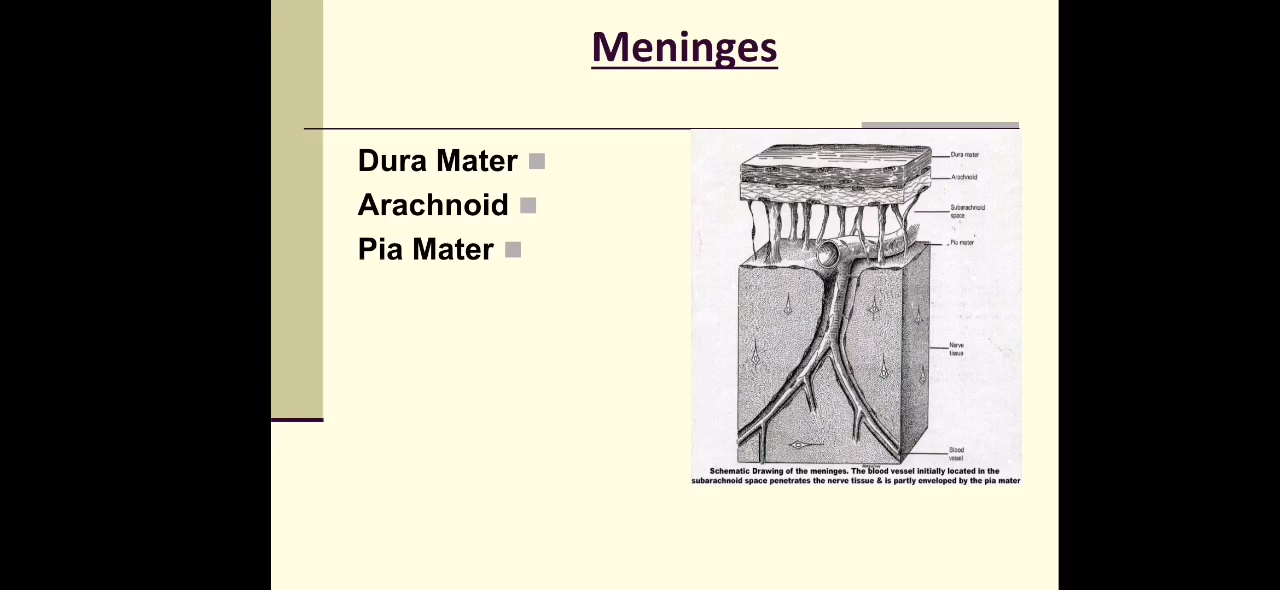 Meninges
Dura Mater
Arachnoid
Pia Mater
Dura mater
Arachnoid
Subarachnoid
space
Pia mater
Nerve
tissue
Blood
vessel
Schematic Drawing of the meninges. The blood vessel initially located in the
subarachnoid space penetrates the nerve tissue & is partly enveloped by the pia mater